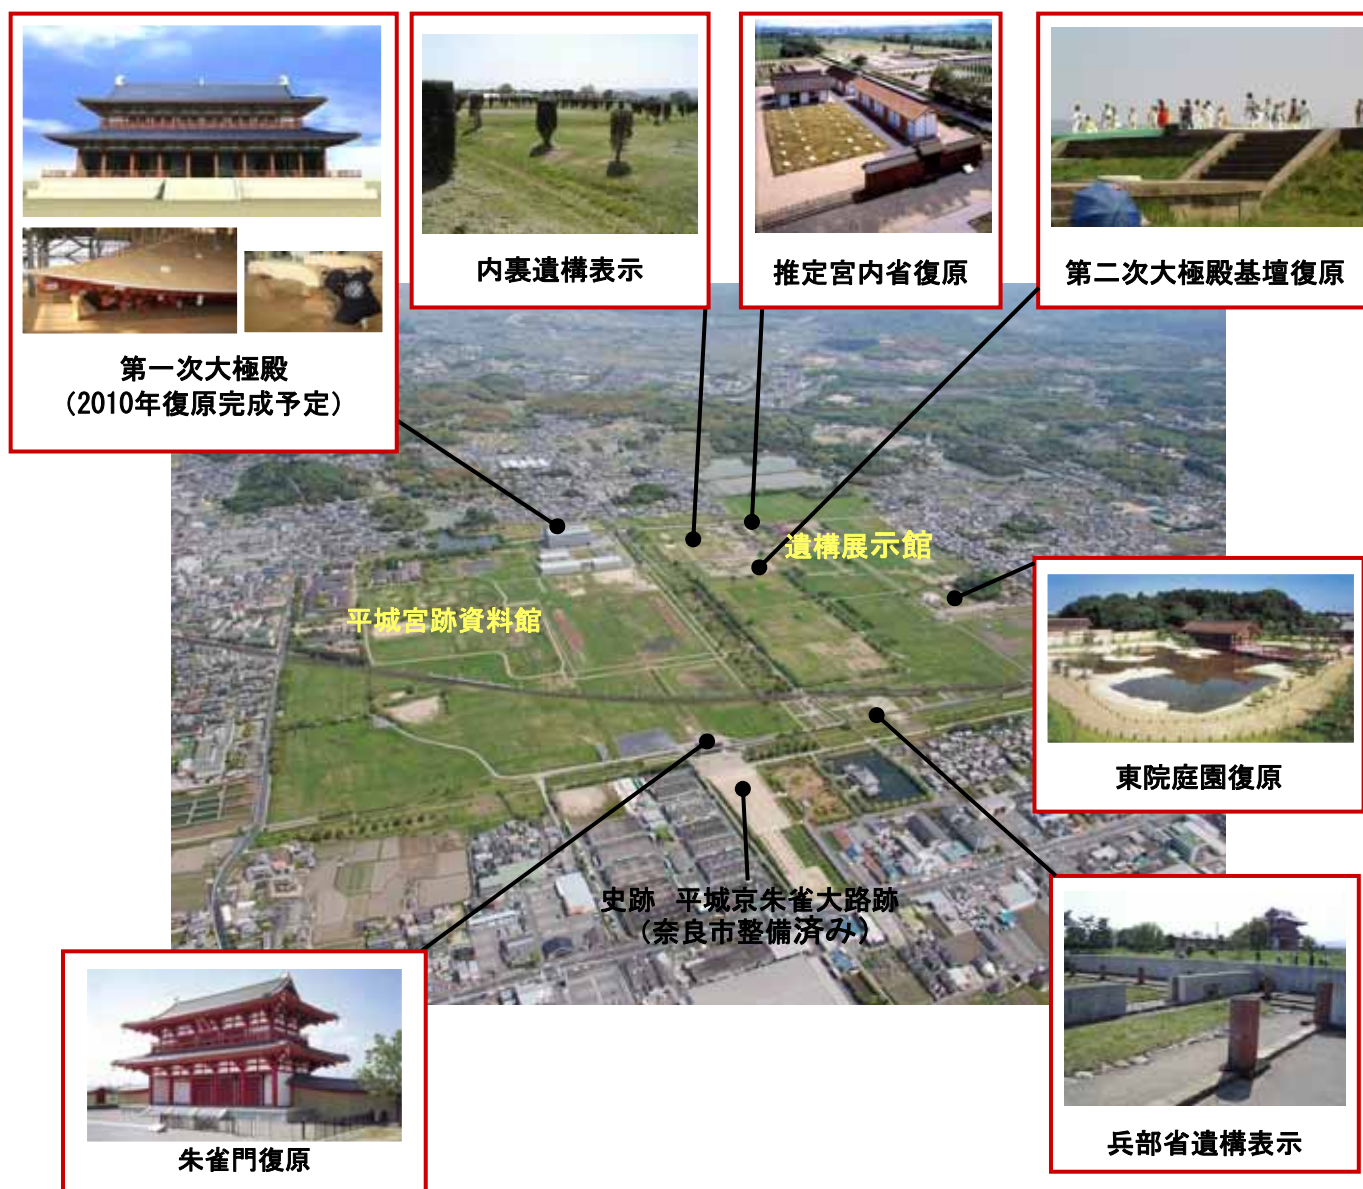 内裏遺構表示
推定宮内省復原
第二次大極殿基壇復原
第一次大極殿
（2010年復原完成予定）
遺構展示館
平城宮跡資料館
東院庭園復原
史跡　平城京朱雀大路跡
（奈良市整備済み）
兵部省遺構表示
朱雀門復原